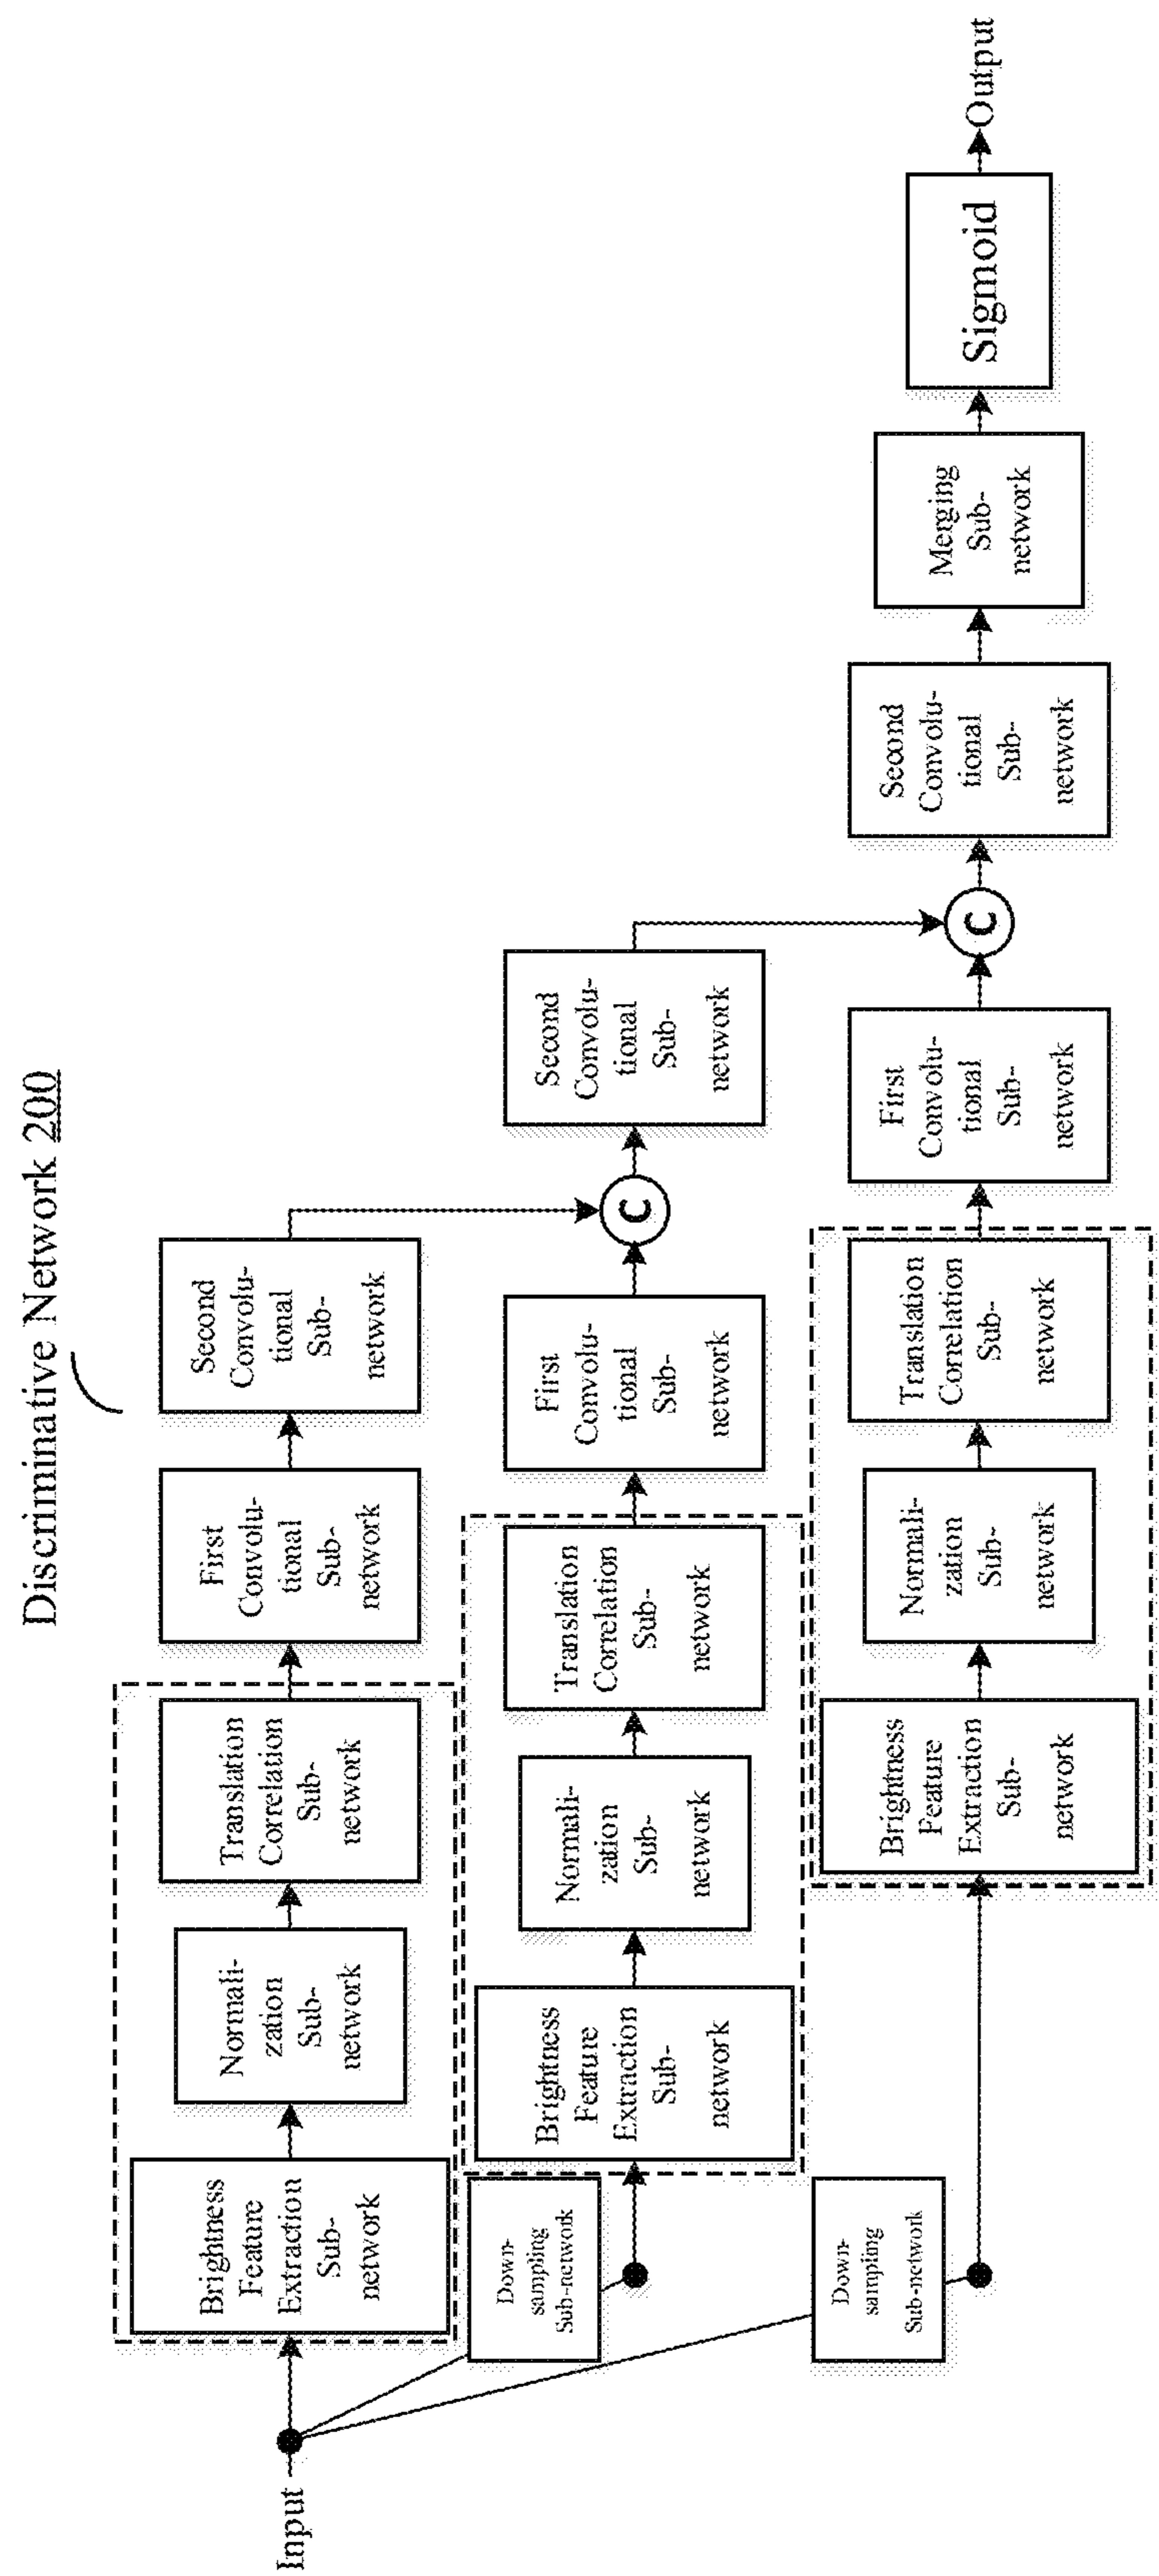 Discriminative Network 200
Input
Brightness
Feature
Extraction
Sub-
network
Normali-
zation
Sub-
network
Translation
Correlation
Sub-
network
First
Convolu-
tional
Sub-
network
Second
Convolu-
tional
Sub-
network
Down-
sampling
Sub-network
Brightness
Feature
Extraction
Sub-
network
Normali-
zation
Sub-
network
Translation
Correlation
Sub-
network
First
Convolu-
tional
Sub-
network
C
Second
Convolu-
tional
Sub-
network
Down-
sampling
Sub-network
Brightness
Feature
Extraction
Sub-
network
Normali-
zation
Sub-
network
Translation
Correlation
Sub-
network
First
Convolu-
tional
Sub-
network
C
Second
Convolu-
tional
Sub-
network
Merging
Sub-
network
Sigmoid
Output